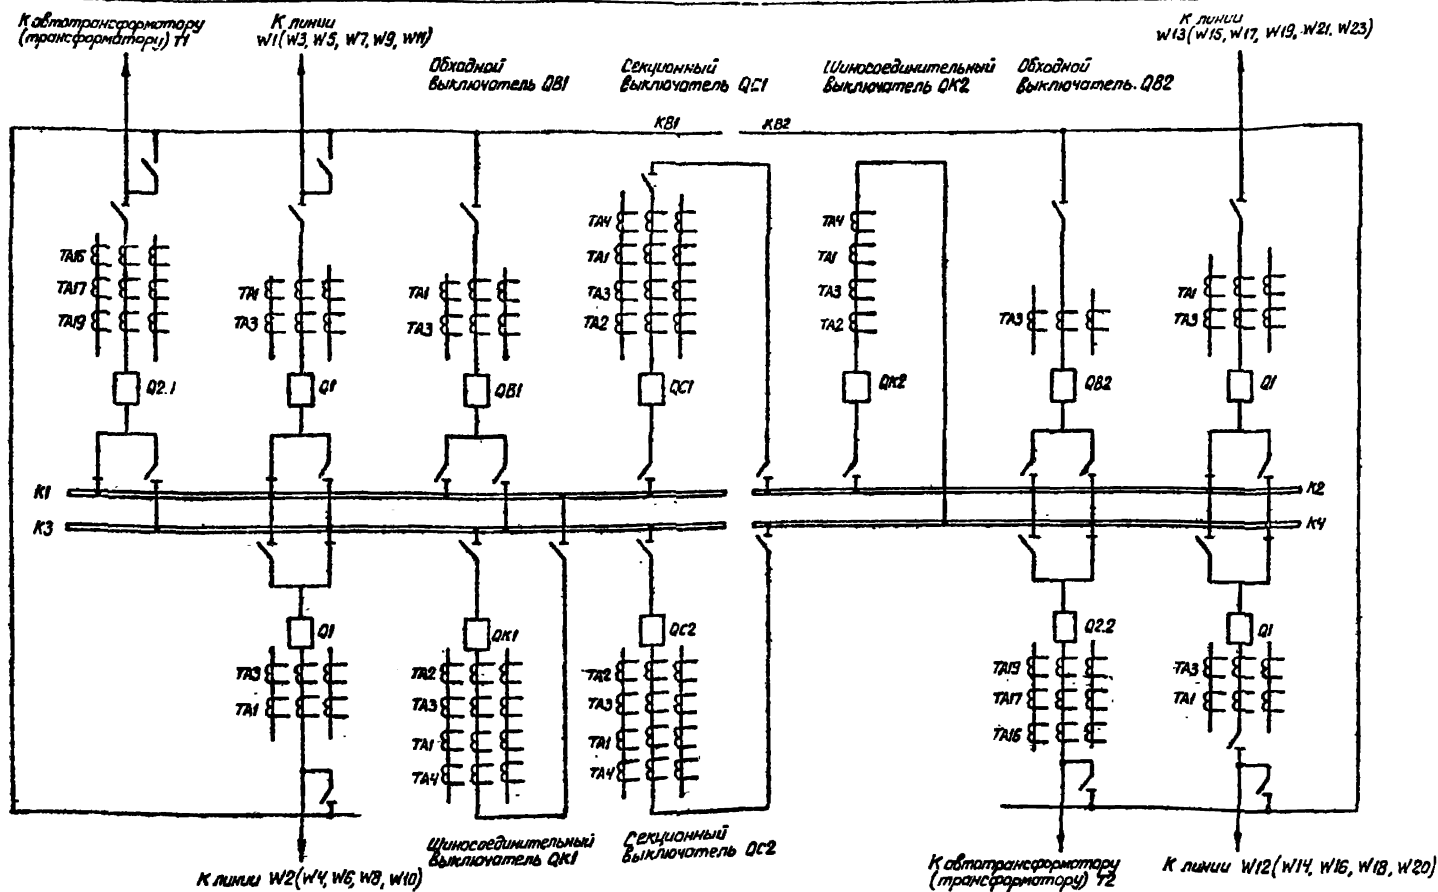 К автотрансформатору
(трансформатору) Т1
К линии
W1 (W3, W5, W7, W9, W11)
Обходной
выключатель QB1
Секционный
выключатель QC1
Шиносоединительный
выключатель QK2
Обходной
выключатель. QB2
К линии
W13 (W15, W17, W19, W21, W23)
KB1
KB2
TA16
TA17
TA19
Q2.1
TA1
TA3
Q1
TA1
TA3
QB1
TA4
TA1
TA3
TA2
QC1
TA4
TA1
TA3
TA2
QK2
TA3
QB2
TA1
TA3
Q1
K1
K2
K3
K4
Q1
TA3
TA1
QK1
TA2
TA3
TA1
TA4
QC2
TA2
TA3
TA1
TA4
Q2.2
TA19
TA17
TA16
Q1
TA3
TA1
К линии W2 (W4, W6, W8, W10)
Шиносоединительный
выключатель QK1
Секционный
выключатель QC2
К автотрансформатору
(трансформатору) Т2
К линии W12 (W14, W16, W18, W20)